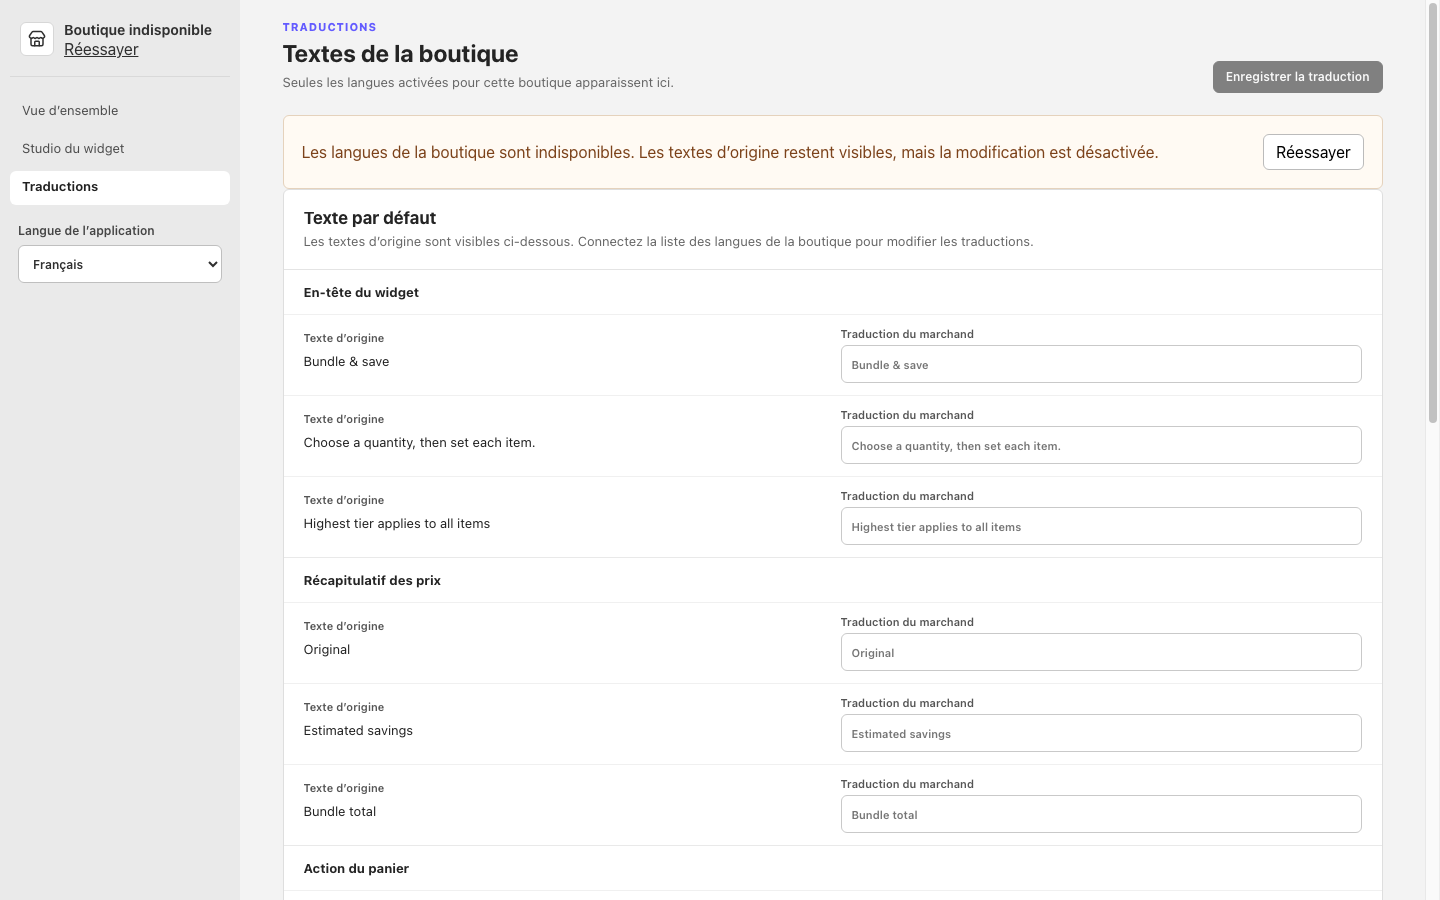 Boutique indisponible
Réessayer
Vue d’ensemble
Studio du widget
Traductions
Langue de l’application
Français
TRADUCTIONS
Textes de la boutique
Seules les langues activées pour cette boutique apparaissent ici.
Enregistrer la traduction
Les langues de la boutique sont indisponibles. Les textes d’origine restent visibles, mais la modification est désactivée.
Réessayer
Texte par défaut
Les textes d’origine sont visibles ci-dessous. Connectez la liste des langues de la boutique pour modifier les traductions.
En-tête du widget
Texte d’origine
Bundle & save
Traduction du marchand
Bundle & save
Texte d’origine
Choose a quantity, then set each item.
Traduction du marchand
Choose a quantity, then set each item.
Texte d’origine
Highest tier applies to all items
Traduction du marchand
Highest tier applies to all items
Récapitulatif des prix
Texte d’origine
Original
Traduction du marchand
Original
Texte d’origine
Estimated savings
Traduction du marchand
Estimated savings
Texte d’origine
Bundle total
Traduction du marchand
Bundle total
Action du panier